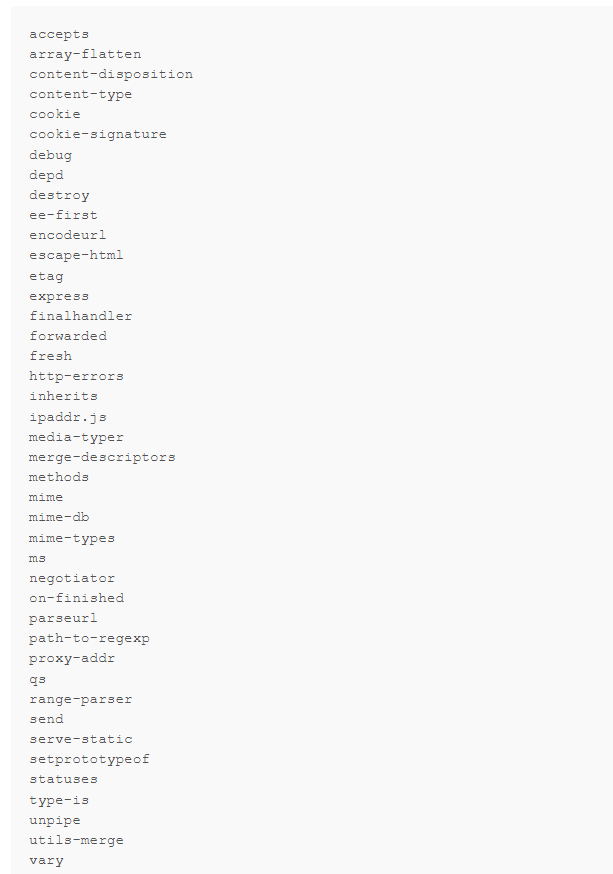 accepts
array-flatten
content-disposition
content-type
cookie
cookie-signature
debug
depd
destroy
ee-first
encodeurl
escape-html
etag
express
finalhandler
forwarded
fresh
http-errors
inherits
ipaddr.js
media-typer
merge-descriptors
methods
mime
mime-db
mime-types
ms
negotiator
on-finished
parseurl
path-to-regexp
proxy-addr
qs
range-parser
send
serve-static
setprototypeof
statuses
type-is
unpipe
utils-merge
vary